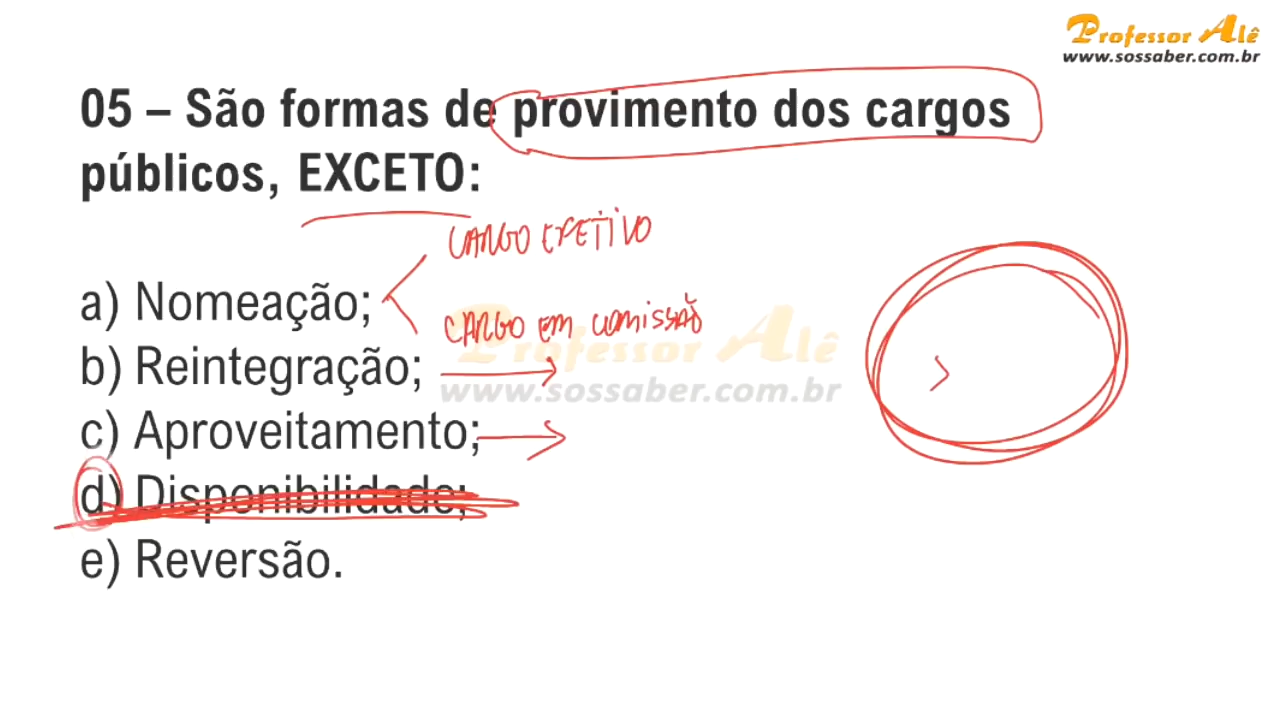 Professor Alê
www.sossaber.com.br
05 – São formas de provimento dos cargos
públicos, EXCETO:
CARGO EFETIVO
a) Nomeação;
CARGO EM COMISSÃO
Professor Alê
b) Reintegração;
www.sossaber.com.br
c) Aproveitamento;
d) Disponibilidade;
e) Reversão.